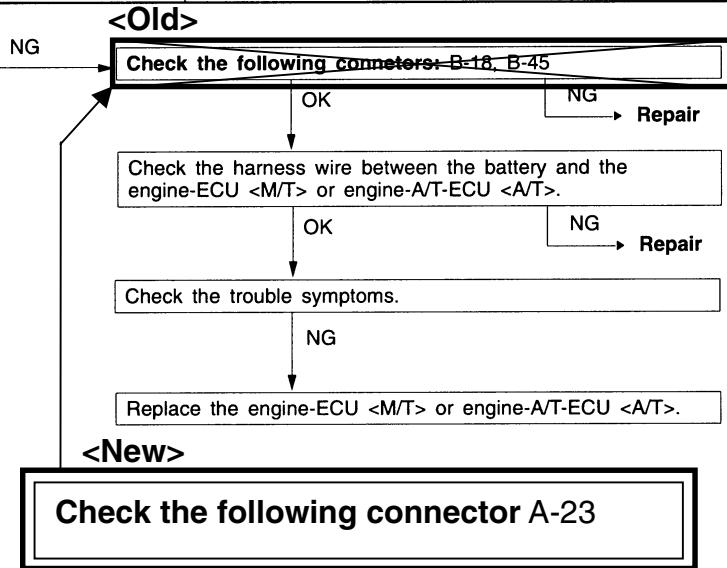 <Old>
NG
Check the following connetors: B-18, B-45
OK
NG
Repair
Check the harness wire between the battery and the
engine-ECU <M/T> or engine-A/T-ECU <A/T>.
OK
NG
Repair
Check the trouble symptoms.
NG
Replace the engine-ECU <M/T> or engine-A/T-ECU <A/T>.
<New>
Check the following connector A-23